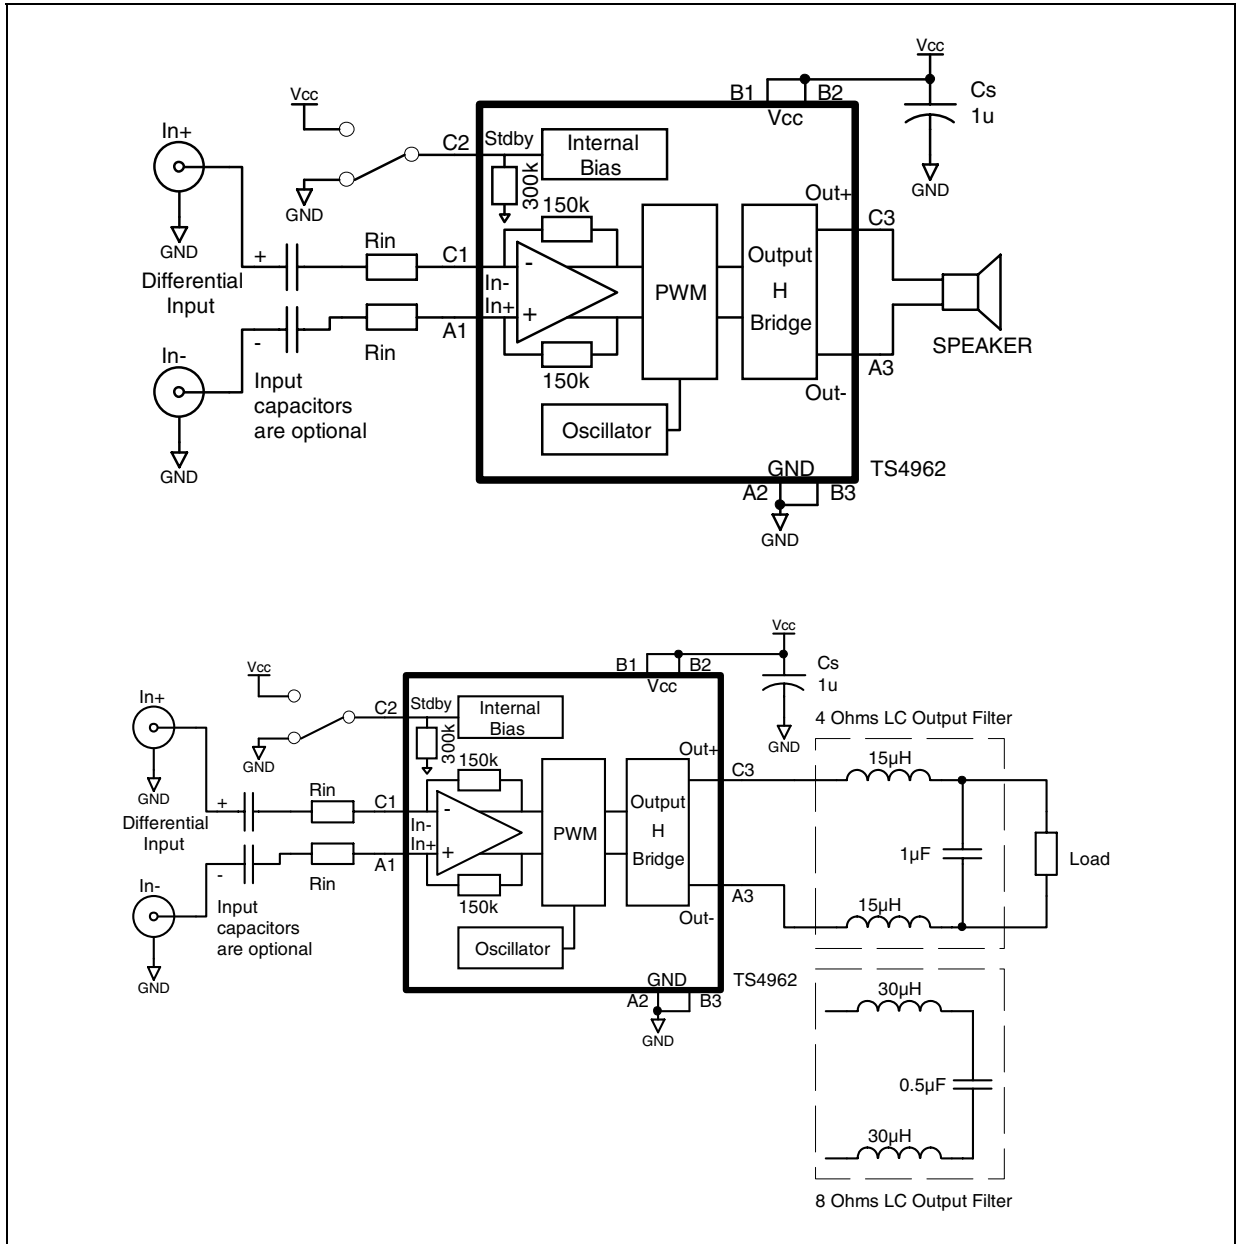 Vcc
B1
B2
Vcc
Cs
1u
GND
Vcc
In+
GND
C2
Stdby
300k
Internal
Bias
GND
150k
Out+
C3
Differential
Input
+
Rin
C1
In-
In+
-
+
PWM
Output
H
Bridge
SPEAKER
-
Rin
A1
150k
A3
Out-
In-
GND
Input
capacitors
are optional
Oscillator
GND
TS4962
A2
B3
GND
Vcc
B1
B2
Vcc
Cs
1u
GND
Vcc
In+
GND
C2
Stdby
300k
Internal
Bias
GND
4 Ohms LC Output Filter
150k
Out+
C3
15µH
Differential
Input
+
Rin
C1
In-
In+
-
+
PWM
Output
H
Bridge
1µF
Load
-
Rin
A1
150k
A3
Out-
15µH
In-
GND
Input
capacitors
are optional
Oscillator
GND
TS4962
A2
B3
GND
30µH
0.5µF
30µH
8 Ohms LC Output Filter